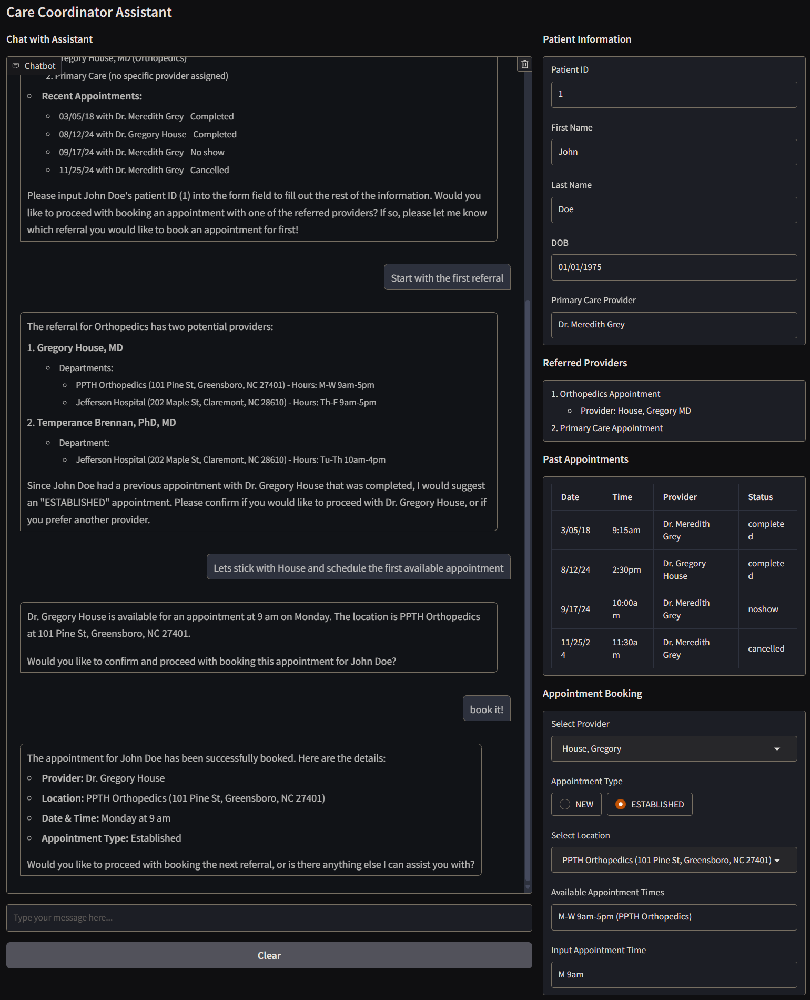 Care Coordinator Assistant
Chat with Assistant
Chatbot
regory House, MD (Orthopedics)
2. Primary Care (no specific provider assigned)
Recent Appointments:
03/05/18 with Dr. Meredith Grey - Completed
08/12/24 with Dr. Gregory House - Completed
09/17/24 with Dr. Meredith Grey - No show
11/25/24 with Dr. Meredith Grey - Cancelled
Please input John Doe's patient ID (1) into the form field to fill out the rest of the information. Would you
like to proceed with booking an appointment with one of the referred providers? If so, please let me know
which referral you would like to book an appointment for first!
Start with the first referral
The referral for Orthopedics has two potential providers:
1. Gregory House, MD
Departments:
PPTH Orthopedics (101 Pine St, Greensboro, NC 27401) - Hours: M-W 9am-5pm
Jefferson Hospital (202 Maple St, Claremont, NC 28610) - Hours: Th-F 9am-5pm
2. Temperance Brennan, PhD, MD
Department:
Jefferson Hospital (202 Maple St, Claremont, NC 28610) - Hours: Tu-Th 10am-4pm
Since John Doe had a previous appointment with Dr. Gregory House that was completed, I would suggest
an "ESTABLISHED" appointment. Please confirm if you would like to proceed with Dr. Gregory House, or if
you prefer another provider.
Lets stick with House and schedule the first available appointment
Dr. Gregory House is available for an appointment at 9 am on Monday. The location is PPTH Orthopedics
at 101 Pine St, Greensboro, NC 27401.
Would you like to confirm and proceed with booking this appointment for John Doe?
book it!
The appointment for John Doe has been successfully booked. Here are the details:
Provider: Dr. Gregory House
Location: PPTH Orthopedics (101 Pine St, Greensboro, NC 27401)
Date & Time: Monday at 9 am
Appointment Type: Established
Would you like to proceed with booking the next referral, or is there anything else I can assist you with?
Type your message here...
Clear
Patient Information
Patient ID
1
First Name
John
Last Name
Doe
DOB
01/01/1975
Primary Care Provider
Dr. Meredith Grey
Referred Providers
1. Orthopedics Appointment
Provider: House, Gregory MD
2. Primary Care Appointment
Past Appointments
Date Time Provider Status
3/05/18 9:15am Dr. Meredith Grey completed
8/12/24 2:30pm Dr. Gregory House completed
9/17/24 10:00am Dr. Meredith Grey noshow
11/25/24 11:30am Dr. Meredith Grey cancelled
Appointment Booking
Select Provider
House, Gregory
Appointment Type
NEW ESTABLISHED
Select Location
PPTH Orthopedics (101 Pine St, Greensboro, NC 27401)
Available Appointment Times
M-W 9am-5pm (PPTH Orthopedics)
Input Appointment Time
M 9am